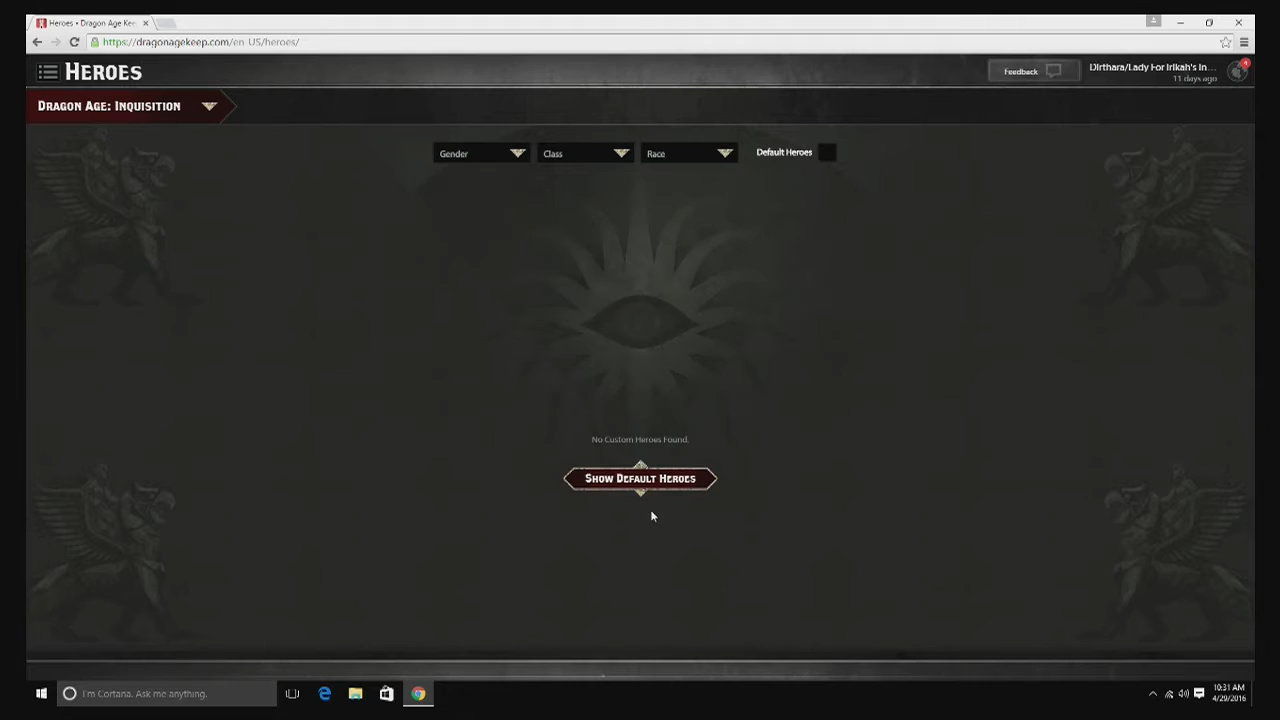 Heroes • Dragon Age Kee
https://dragonagekeep.com/en_US/heroes/
HEROES
Feedback
Dirthara/Lady For Irikah's In...
11 days ago
4
DRAGON AGE: INQUISITION
Gender
Class
Race
Default Heroes
No Custom Heroes Found.
SHOW DEFAULT HEROES
I'm Cortana. Ask me anything.
10:31 AM
4/29/2016